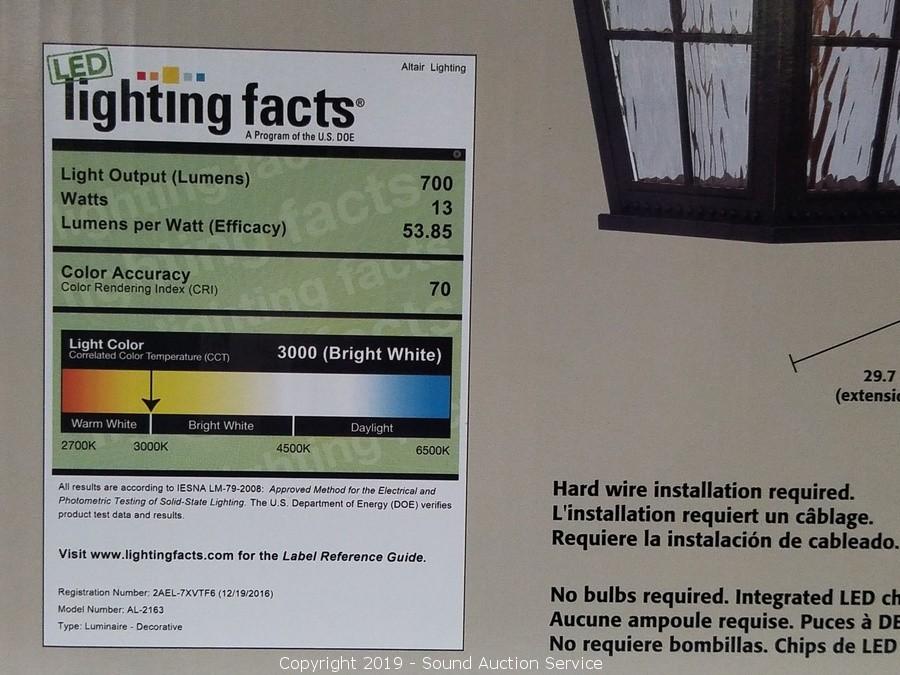 LED
Altair Lighting
lighting facts®
A Program of the U.S. DOE
Light Output (Lumens) 700
Watts 13
Lumens per Watt (Efficacy) 53.85
Color Accuracy
Color Rendering Index (CRI) 70
Light Color
Correlated Color Temperature (CCT) 3000 (Bright White)
Warm White Bright White Daylight
2700K 3000K 4500K 6500K
All results are according to IESNA LM-79-2008: Approved Method for the Electrical and
Photometric Testing of Solid-State Lighting. The U.S. Department of Energy (DOE) verifies
product test data and results.
Visit www.lightingfacts.com for the Label Reference Guide.
Registration Number: 2AEL-7XVTF6 (12/19/2016)
Model Number: AL-2163
Type: Luminaire - Decorative
29.7
(extensi
Hard wire installation required.
L'installation requiert un câblage.
Requiere la instalación de cableado.
No bulbs required. Integrated LED ch
Aucune ampoule requise. Puces à DE
No requiere bombillas. Chips de LED
Copyright 2019 - Sound Auction Service